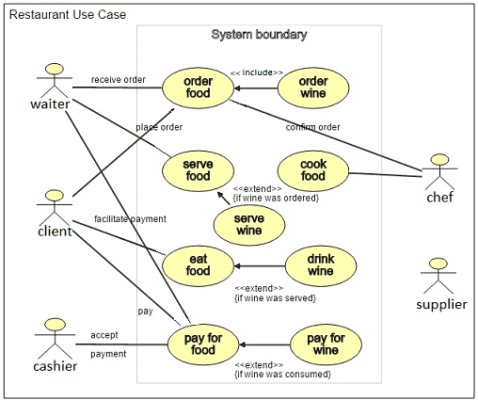 Restaurant Use Case
System boundary
receive order
order
food
<< include>>
order
wine
waiter
place order
confirm order
serve
food
cook
food
chef
<<extend>>
{if wine was ordered}
serve
wine
facilitate payment
client
eat
food
drink
wine
<<extend>>
{if wine was served}
supplier
pay
accept
payment
cashier
pay for
food
pay for
wine
<<extend>>
{if wine was consumed}